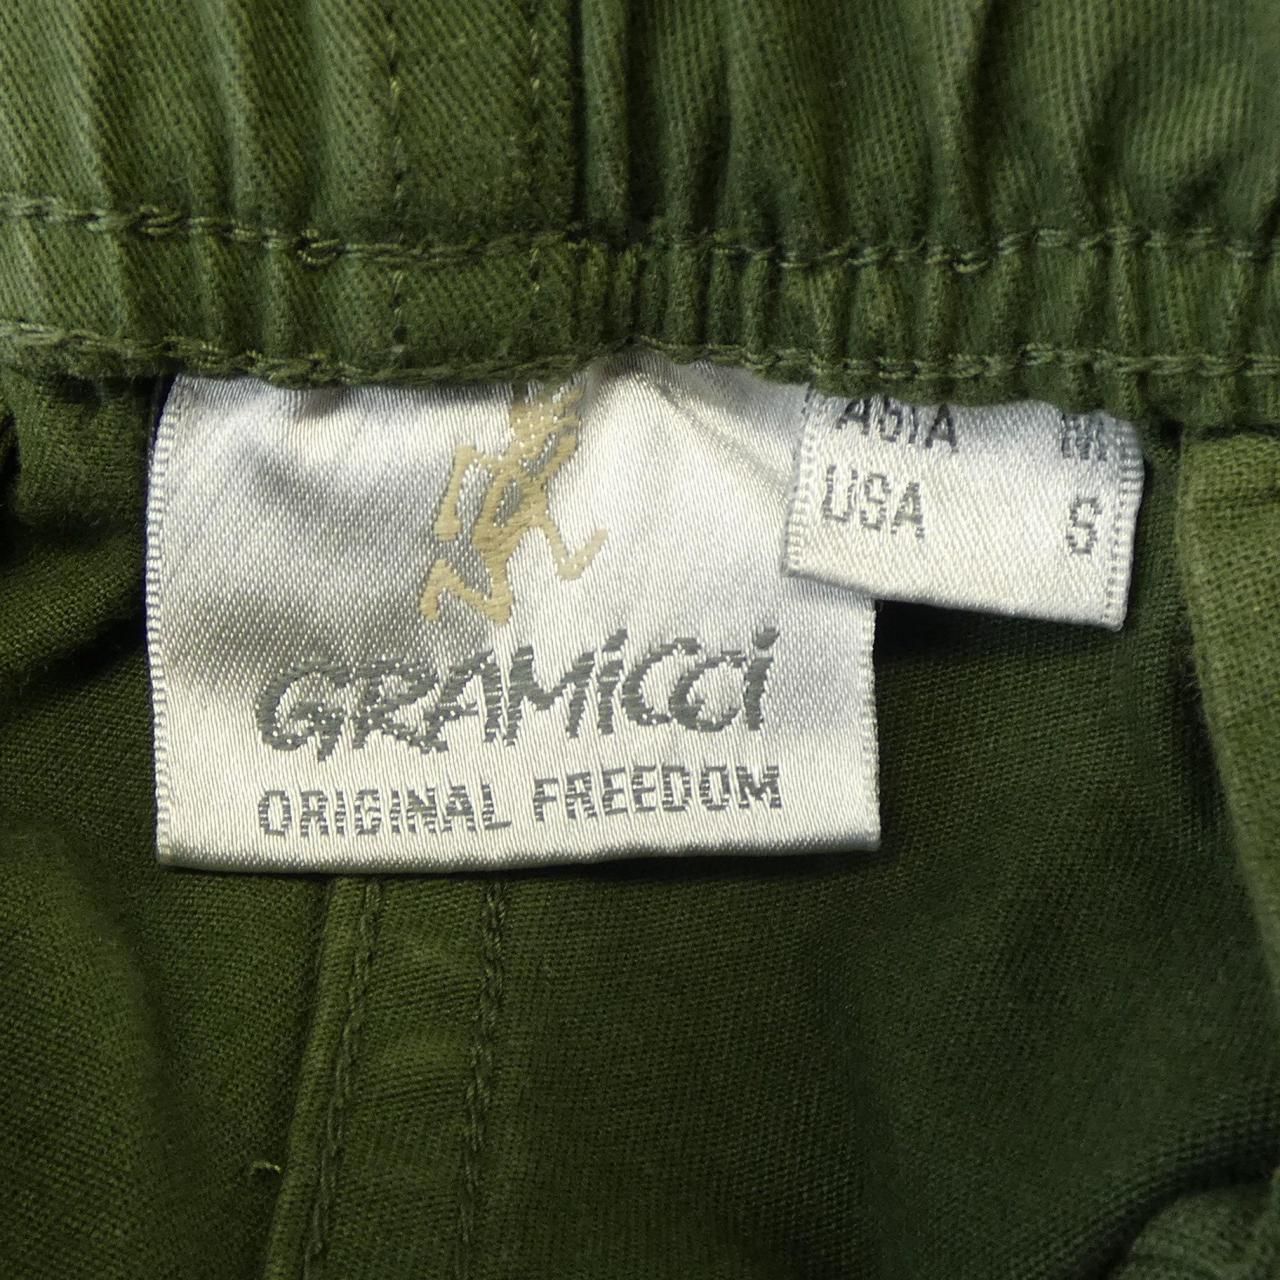 ASIA M
USA S
GRAMiCCi
ORIGINAL FREEDOM